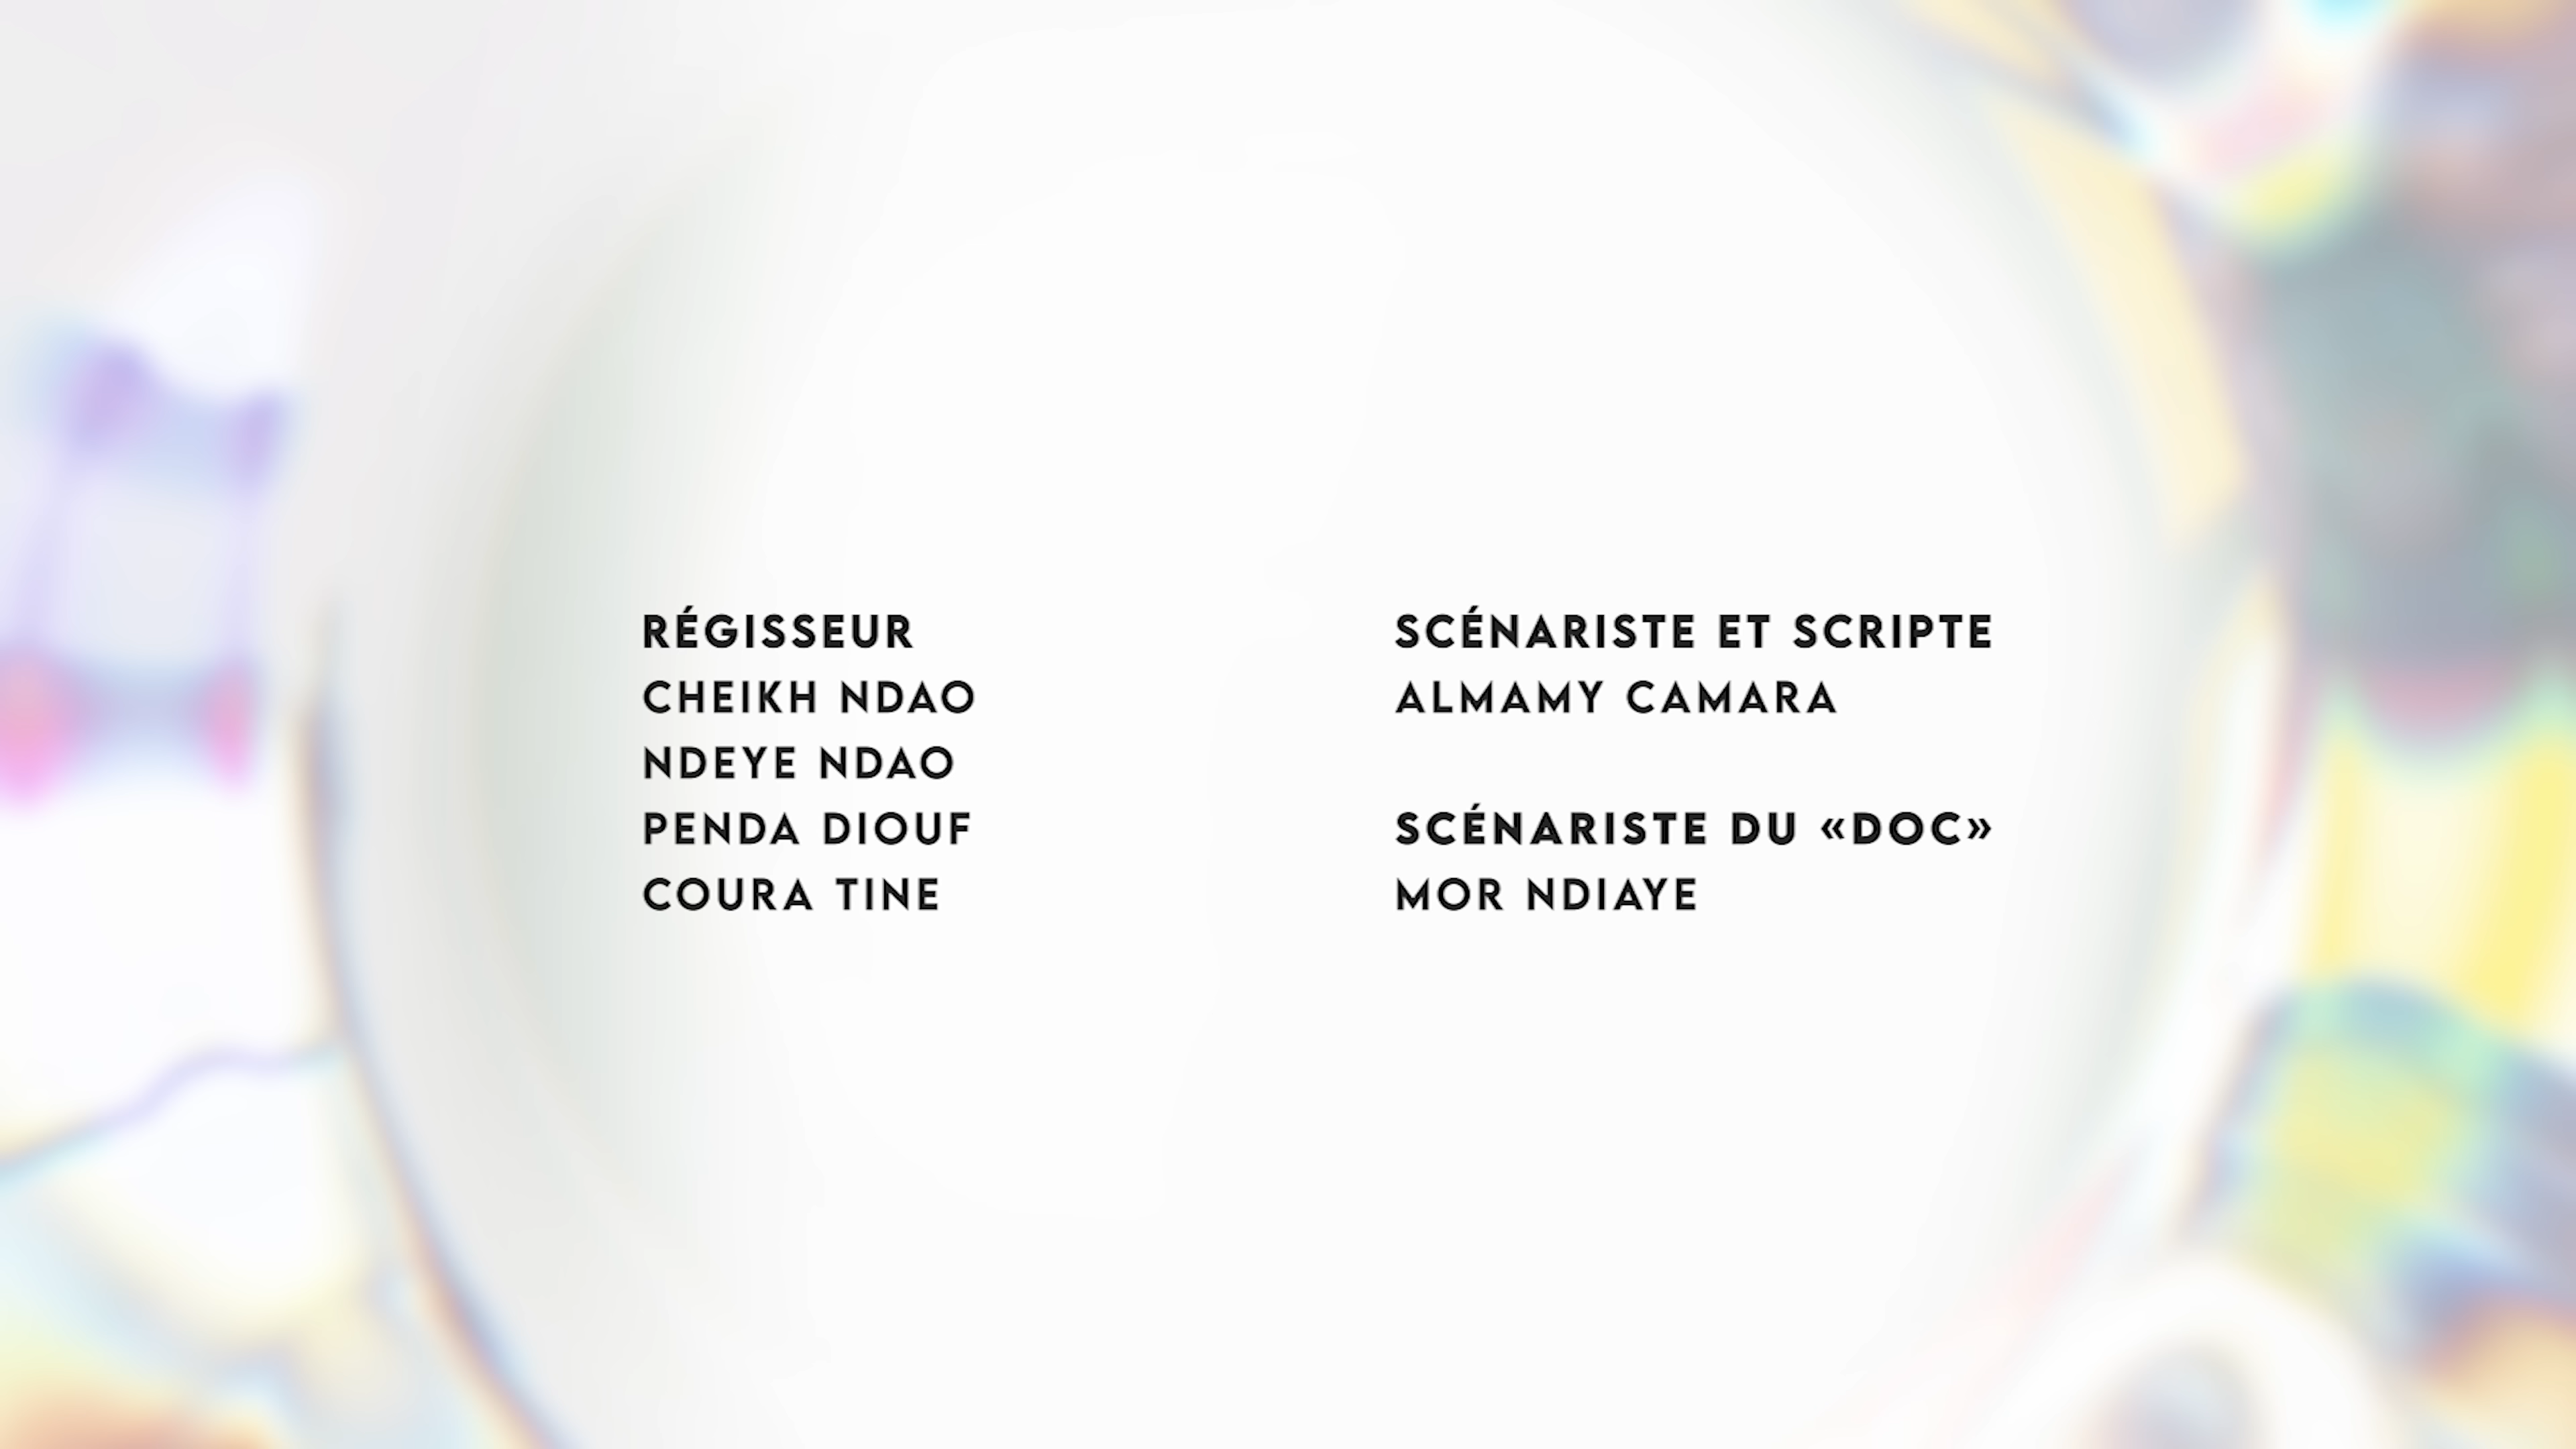 RÉGISSEUR
CHEIKH NDAO
NDEYE NDAO
PENDA DIOUF
COURA TINE
SCÉNARISTE ET SCRIPTE
ALMAMY CAMARA
SCÉNARISTE DU «DOC»
MOR NDIAYE